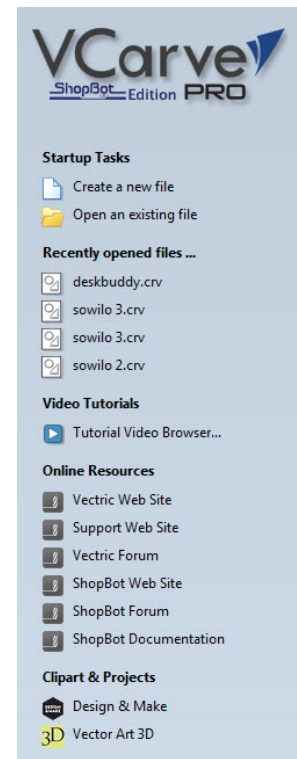 VCarve
ShopBot Edition PRO
Startup Tasks
Create a new file
Open an existing file
Recently opened files ...
deskbuddy.crv
sowilo 3.crv
sowilo 3.crv
sowilo 2.crv
Video Tutorials
Tutorial Video Browser...
Online Resources
Vectric Web Site
Support Web Site
Vectric Forum
ShopBot Web Site
ShopBot Forum
ShopBot Documentation
Clipart & Projects
Design & Make
3D Vector Art 3D